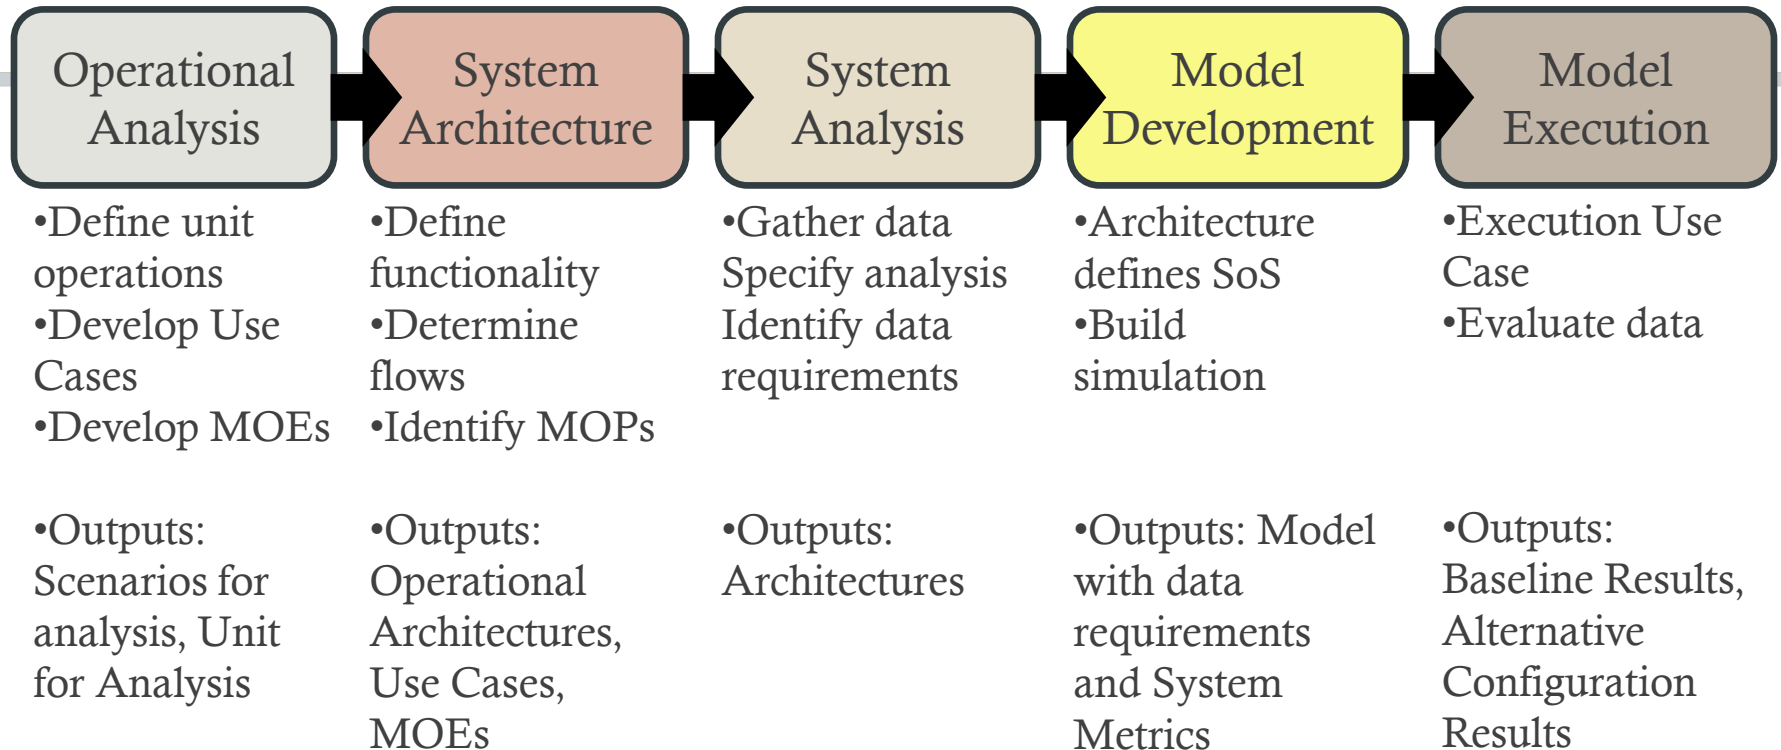 Operational
Analysis
System
Architecture
System
Analysis
Model
Development
Model
Execution
•Define unit
operations
•Develop Use
Cases
•Develop MOEs
•Outputs:
Scenarios for
analysis, Unit
for Analysis
•Define
functionality
•Determine
flows
•Identify MOPs
•Outputs:
Operational
Architectures,
Use Cases,
MOEs
•Gather data
Specify analysis
Identify data
requirements
•Outputs:
Architectures
•Architecture
defines SoS
•Build
simulation
•Outputs: Model
with data
requirements
and System
Metrics
•Execution Use
Case
•Evaluate data
•Outputs:
Baseline Results,
Alternative
Configuration
Results